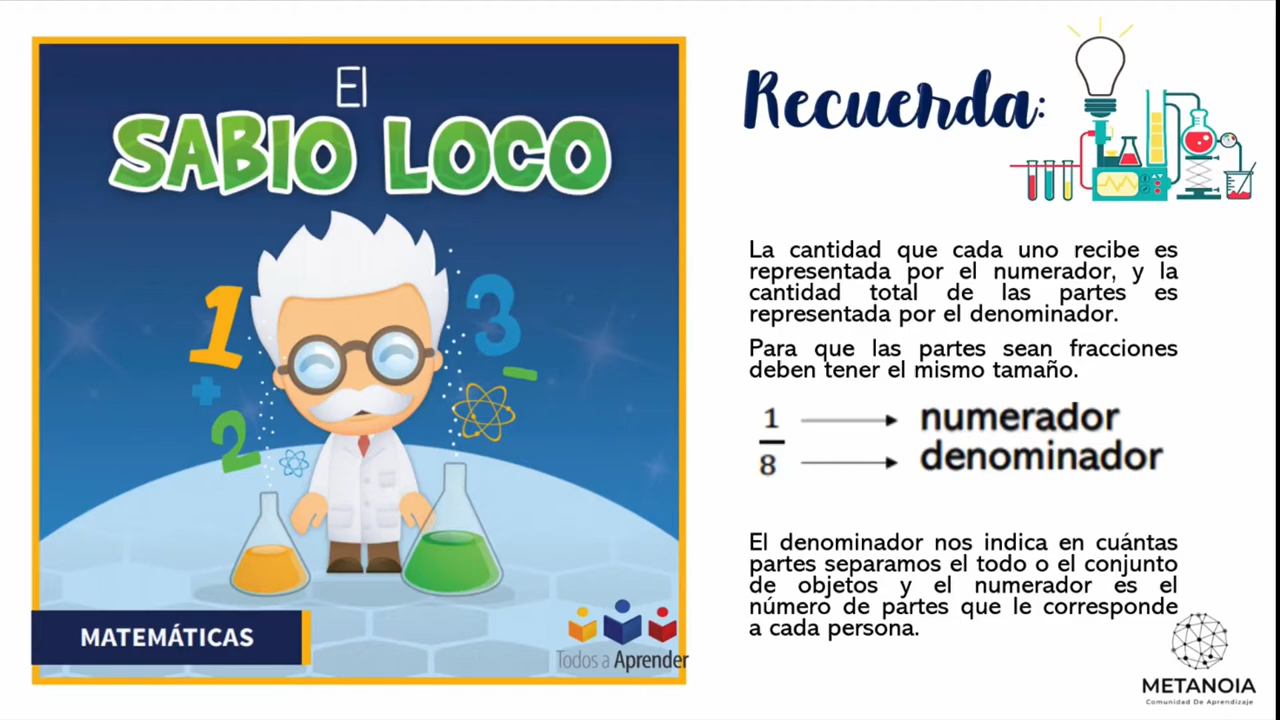 El
SABIO LOCO
1
2
3
MATEMÁTICAS
Todos a Aprender
Recuerda:
La cantidad que cada uno recibe es
representada por el numerador, y la
cantidad total de las partes es
representada por el denominador.
Para que las partes sean fracciones
deben tener el mismo tamaño.
1 numerador
8 denominador
El denominador nos indica en cuántas
partes separamos el todo o el conjunto
de objetos y el numerador es el
número de partes que le corresponde
a cada persona.
METANOIA
Comunidad De Aprendizaje